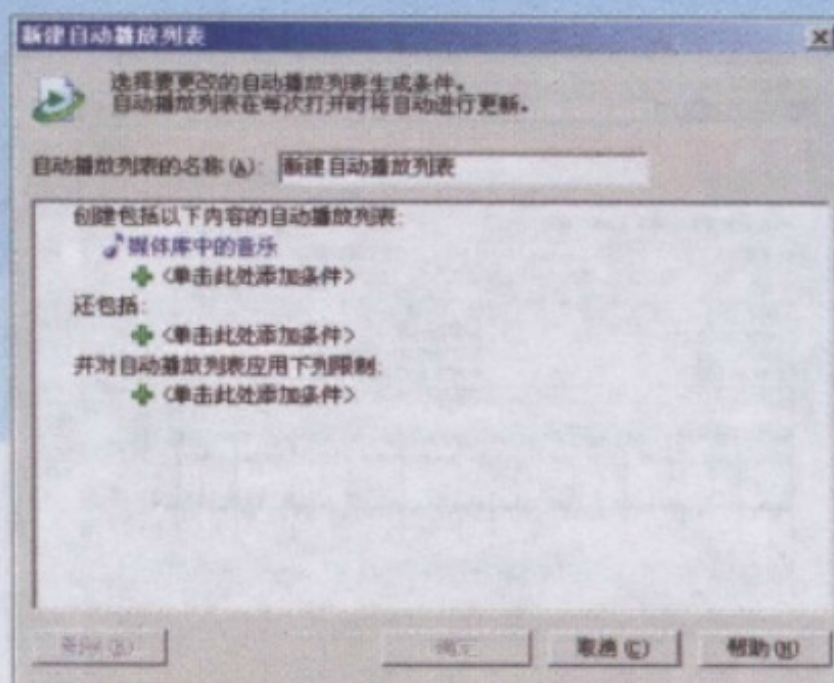 新建自动播放列表
选择要更改的自动播放列表生成条件。
自动播放列表在每次打开时将自动进行更新。
自动播放列表的名称(A): 新建自动播放列表
创建包括以下内容的自动播放列表:
媒体库中的音乐
<单击此处添加条件>
还包括:
<单击此处添加条件>
并对自动播放列表应用下列限制:
<单击此处添加条件>
取消(C) 帮助(H)